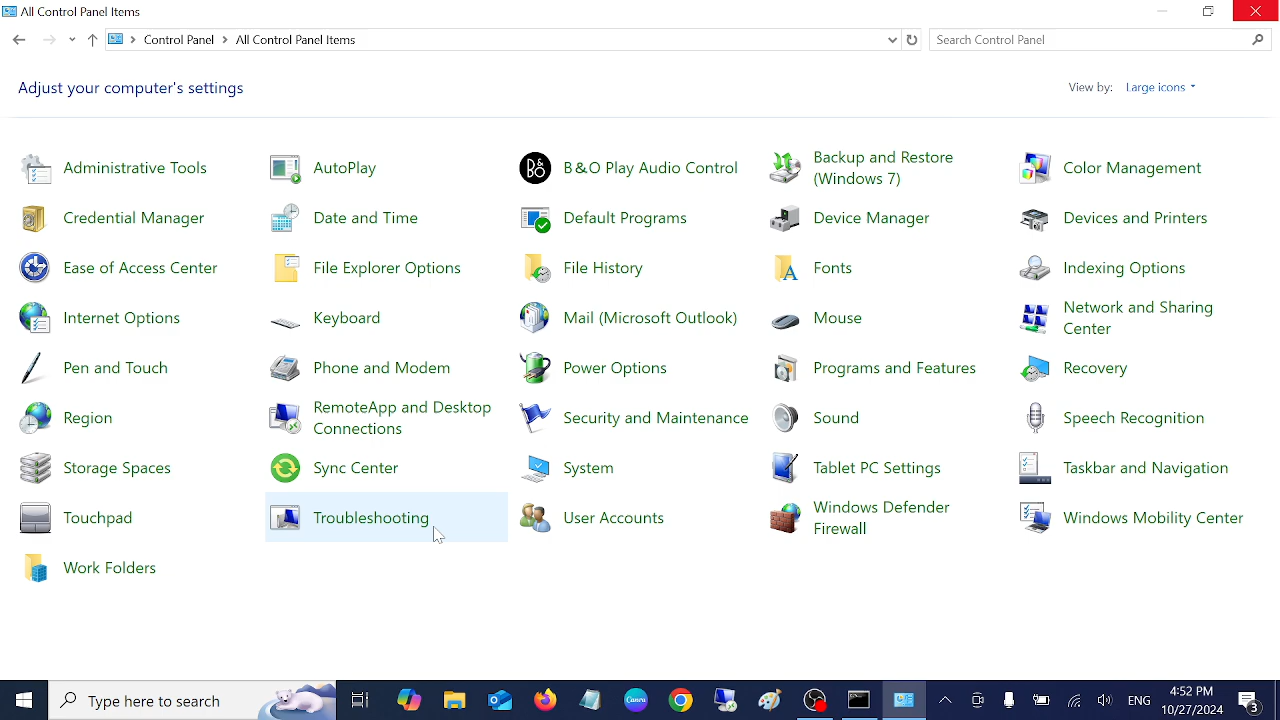 All Control Panel Items
Control Panel > All Control Panel Items
Search Control Panel
Adjust your computer's settings
View by: Large icons
Administrative Tools
AutoPlay
B&O
B&O Play Audio Control
Backup and Restore
(Windows 7)
Color Management
Credential Manager
Date and Time
Default Programs
Device Manager
Devices and Printers
Ease of Access Center
File Explorer Options
File History
A
Fonts
Indexing Options
Internet Options
Keyboard
Mail (Microsoft Outlook)
Mouse
Network and Sharing
Center
Pen and Touch
Phone and Modem
Power Options
Programs and Features
Recovery
Region
RemoteApp and Desktop
Connections
Security and Maintenance
Sound
Speech Recognition
Storage Spaces
Sync Center
System
Tablet PC Settings
Taskbar and Navigation
Touchpad
Troubleshooting
User Accounts
Windows Defender
Firewall
Windows Mobility Center
Work Folders
Type here to search
Canva
ENG
4:52 PM
10/27/2024
3